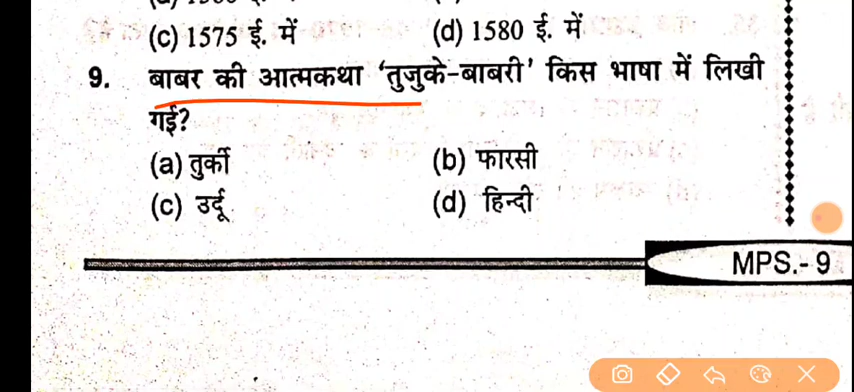 (c) 1575 ई. में (d) 1580 ई. में
9. बाबर की आत्मकथा ‘तुजुके-बाबरी’ किस भाषा में लिखी
गई?
(a) तुर्की (b) फारसी
(c) उर्दू (d) हिन्दी
MPS.- 9